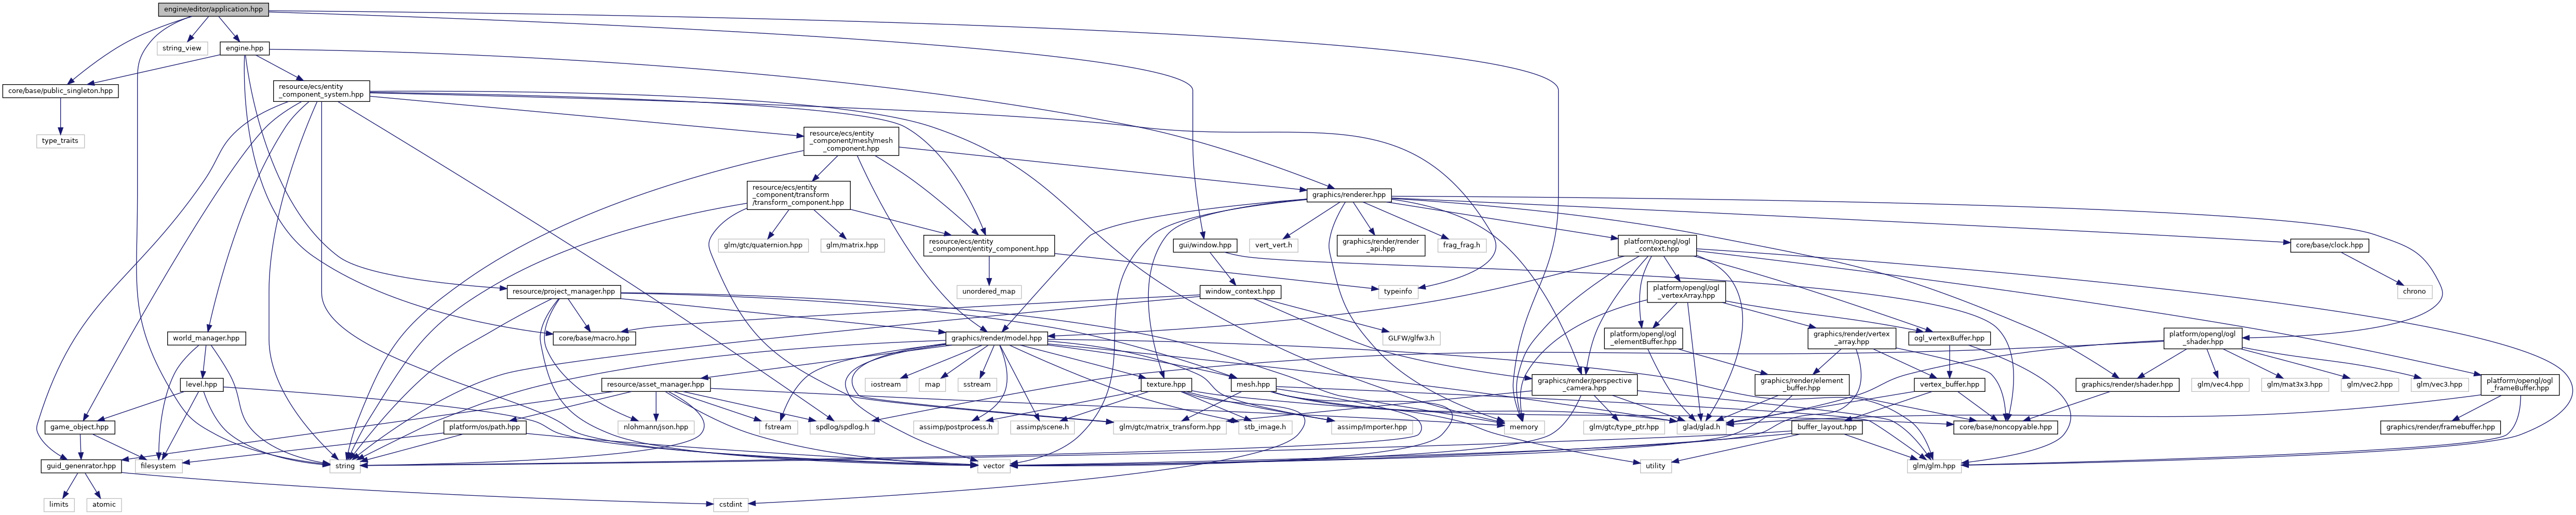 engine/editor/application.hpp
string_view
engine.hpp
core/base/public_singleton.hpp
resource/ecs/entity
_component_system.hpp
type_traits
resource/ecs/entity
_component/mesh/mesh
_component.hpp
resource/ecs/entity
_component/transform
/transform_component.hpp
graphics/renderer.hpp
glm/gtc/quaternion.hpp
glm/matrix.hpp
resource/ecs/entity
_component/entity_component.hpp
gui/window.hpp
vert_vert.h
graphics/render/render
_api.hpp
frag_frag.h
platform/opengl/ogl
_context.hpp
core/base/clock.hpp
resource/project_manager.hpp
unordered_map
window_context.hpp
typeinfo
platform/opengl/ogl
_vertexArray.hpp
chrono
world_manager.hpp
core/base/macro.hpp
graphics/render/model.hpp
GLFW/glfw3.h
platform/opengl/ogl
_elementBuffer.hpp
graphics/render/vertex
_array.hpp
ogl_vertexBuffer.hpp
platform/opengl/ogl
_shader.hpp
level.hpp
resource/asset_manager.hpp
iostream
map
sstream
texture.hpp
mesh.hpp
graphics/render/perspective
_camera.hpp
graphics/render/element
_buffer.hpp
vertex_buffer.hpp
graphics/render/shader.hpp
glm/vec4.hpp
glm/mat3x3.hpp
glm/vec2.hpp
glm/vec3.hpp
platform/opengl/ogl
_frameBuffer.hpp
game_object.hpp
platform/os/path.hpp
nlohmann/json.hpp
fstream
spdlog/spdlog.h
assimp/postprocess.h
assimp/scene.h
glm/gtc/matrix_transform.hpp
stb_image.h
assimp/Importer.hpp
memory
glm/gtc/type_ptr.hpp
glad/glad.h
buffer_layout.hpp
core/base/noncopyable.hpp
graphics/render/framebuffer.hpp
guid_genenrator.hpp
filesystem
string
vector
utility
glm/glm.hpp
limits
atomic
cstdint